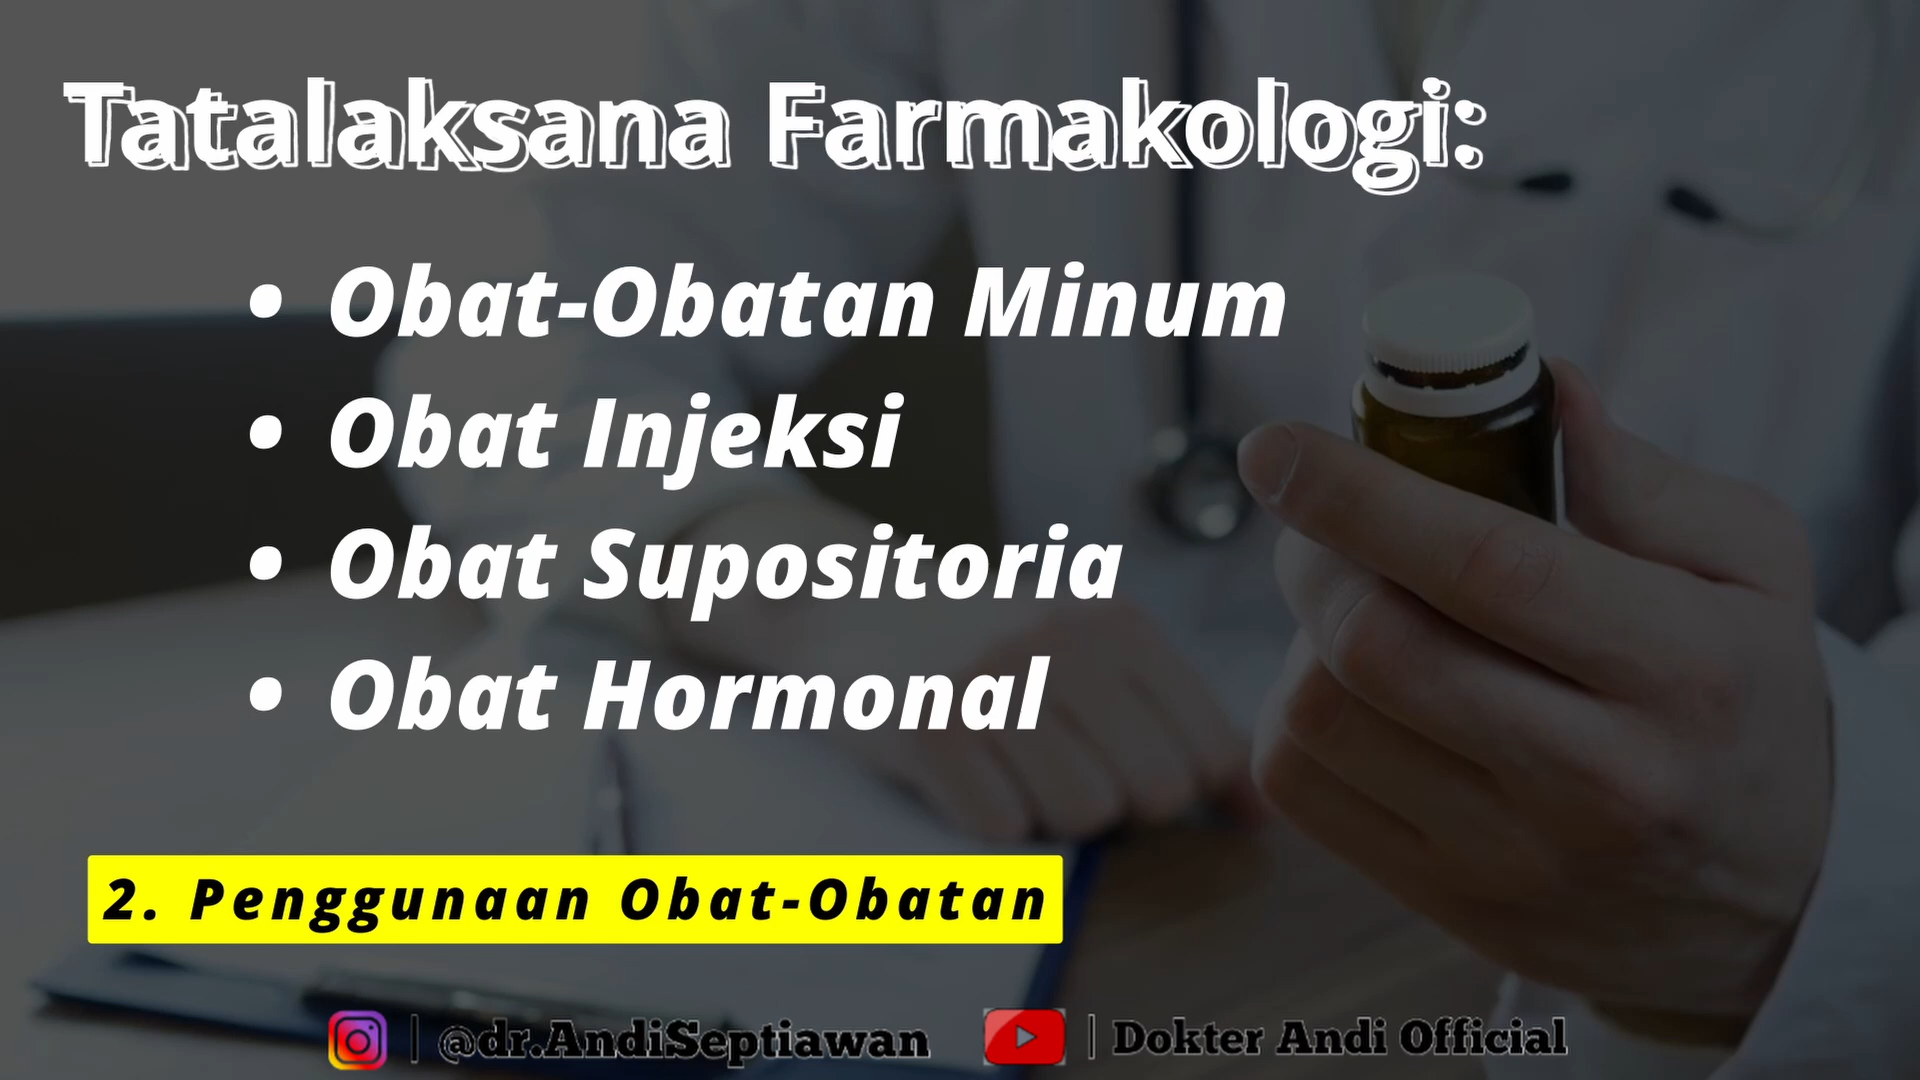 Tatalaksana Farmakologi:
• Obat-Obatan Minum
• Obat Injeksi
• Obat Supositoria
• Obat Hormonal
2. Penggunaan Obat-Obatan
| @dr.AndiSeptiawan | Dokter Andi Official